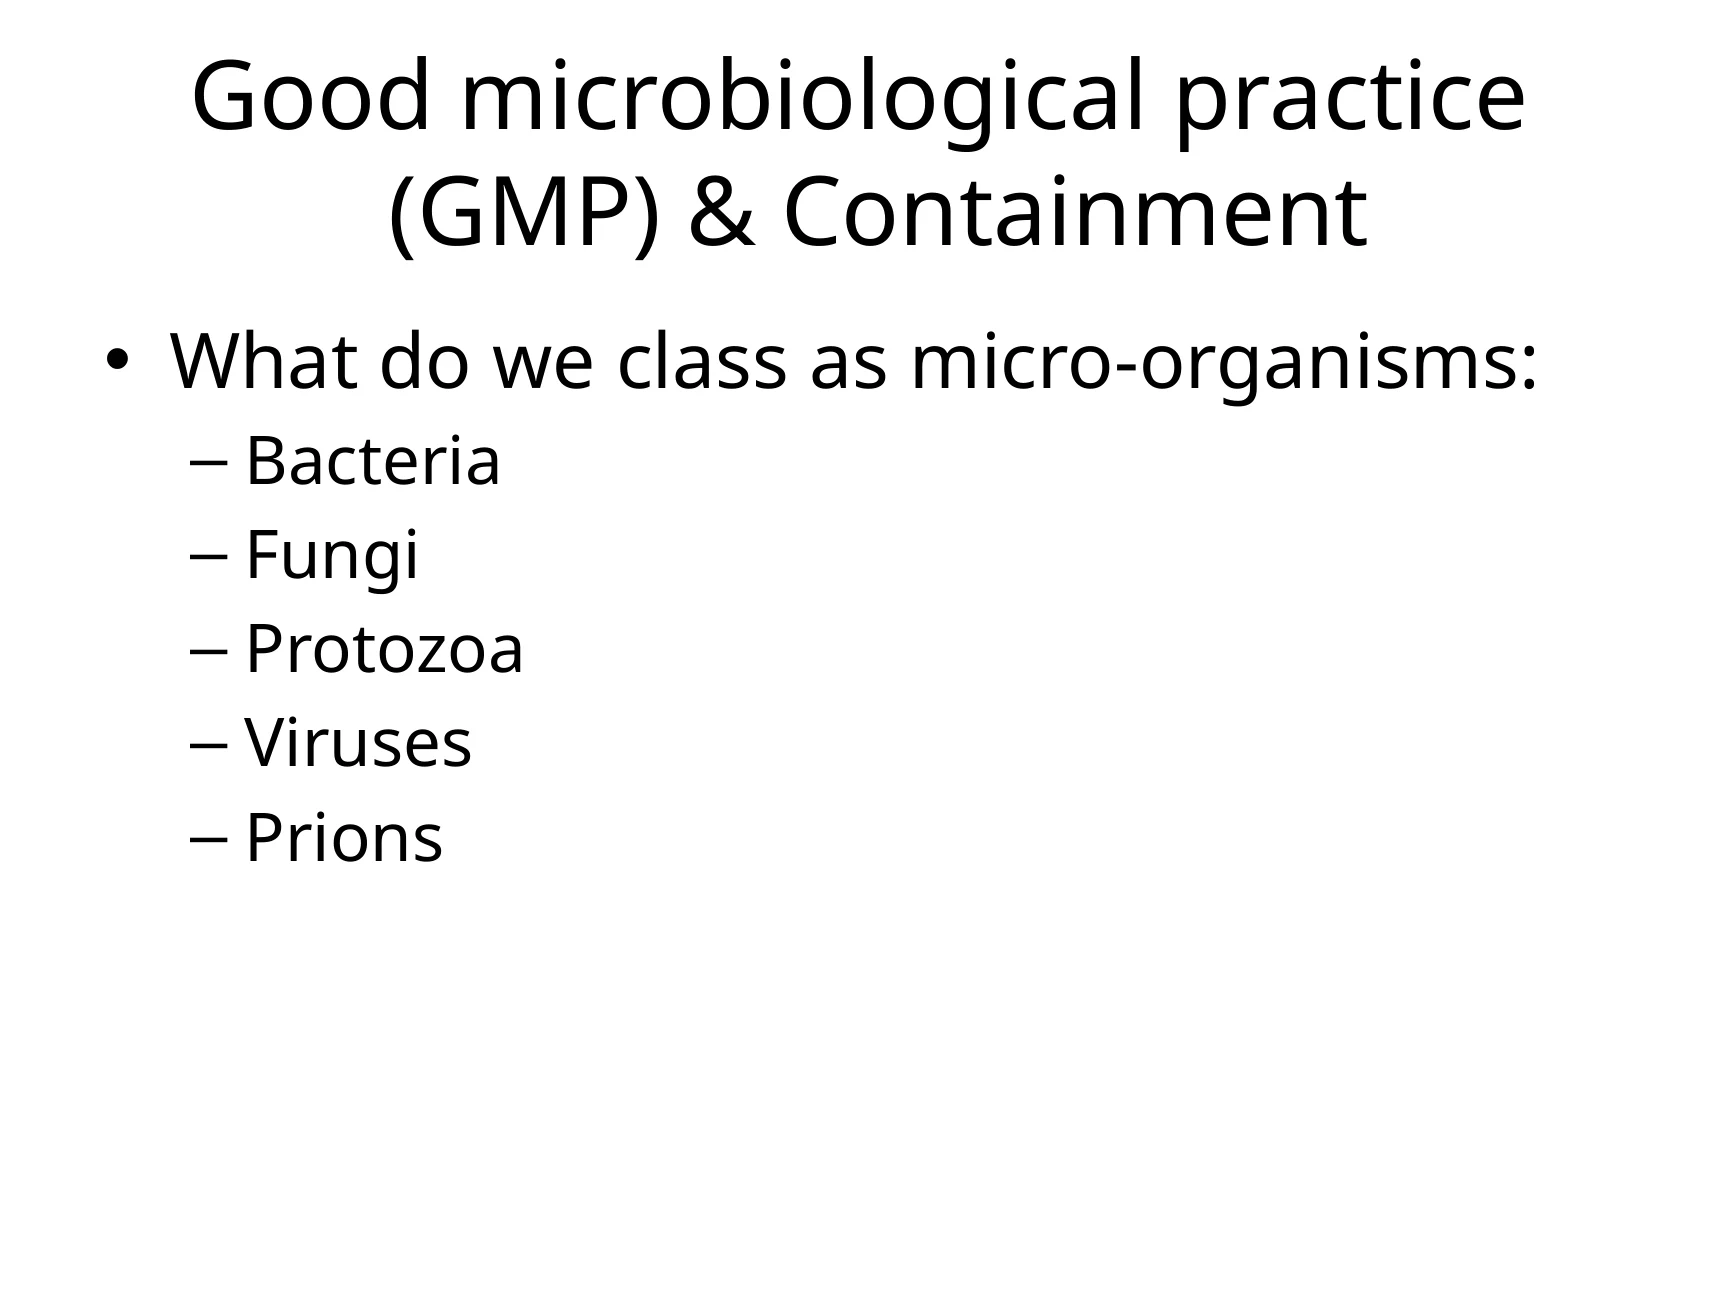 Good microbiological practice
(GMP) & Containment
• What do we class as micro-organisms:
– Bacteria
– Fungi
– Protozoa
– Viruses
– Prions